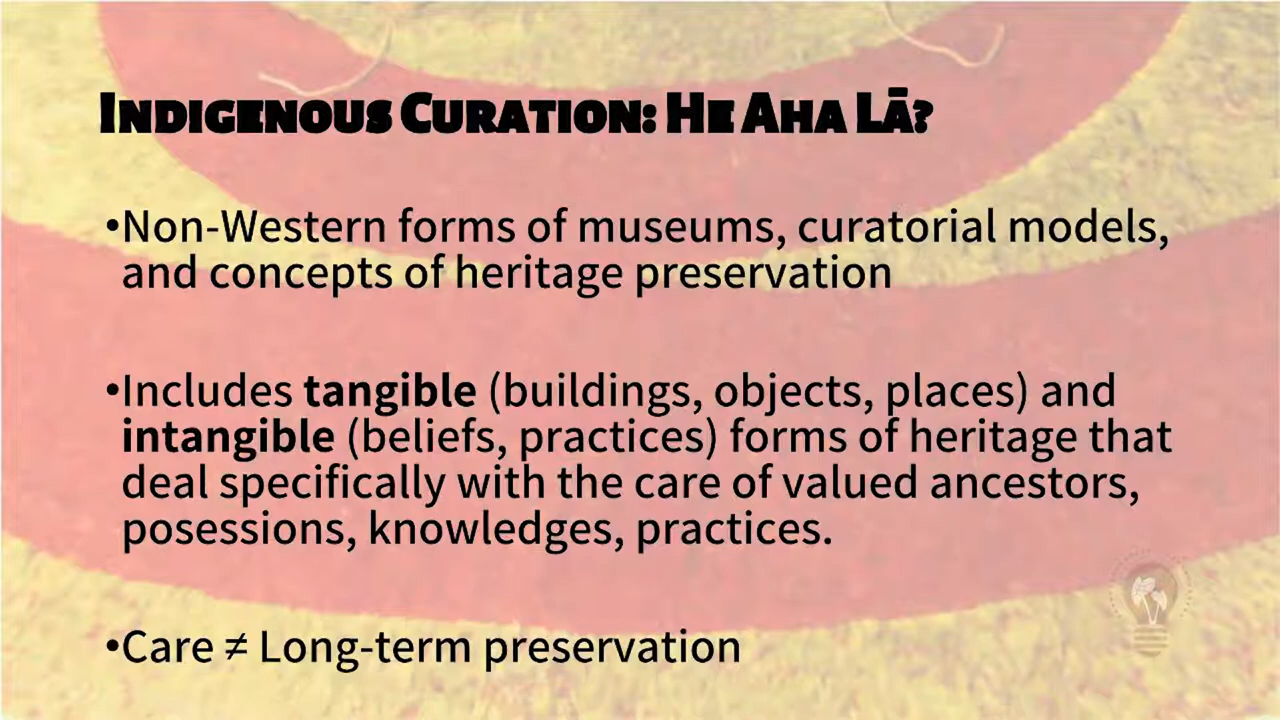 Indigenous Curation: He Aha Lā?
•Non-Western forms of museums, curatorial models,
and concepts of heritage preservation
•Includes tangible (buildings, objects, places) and
intangible (beliefs, practices) forms of heritage that
deal specifically with the care of valued ancestors,
posessions, knowledges, practices.
•Care ≠ Long-term preservation